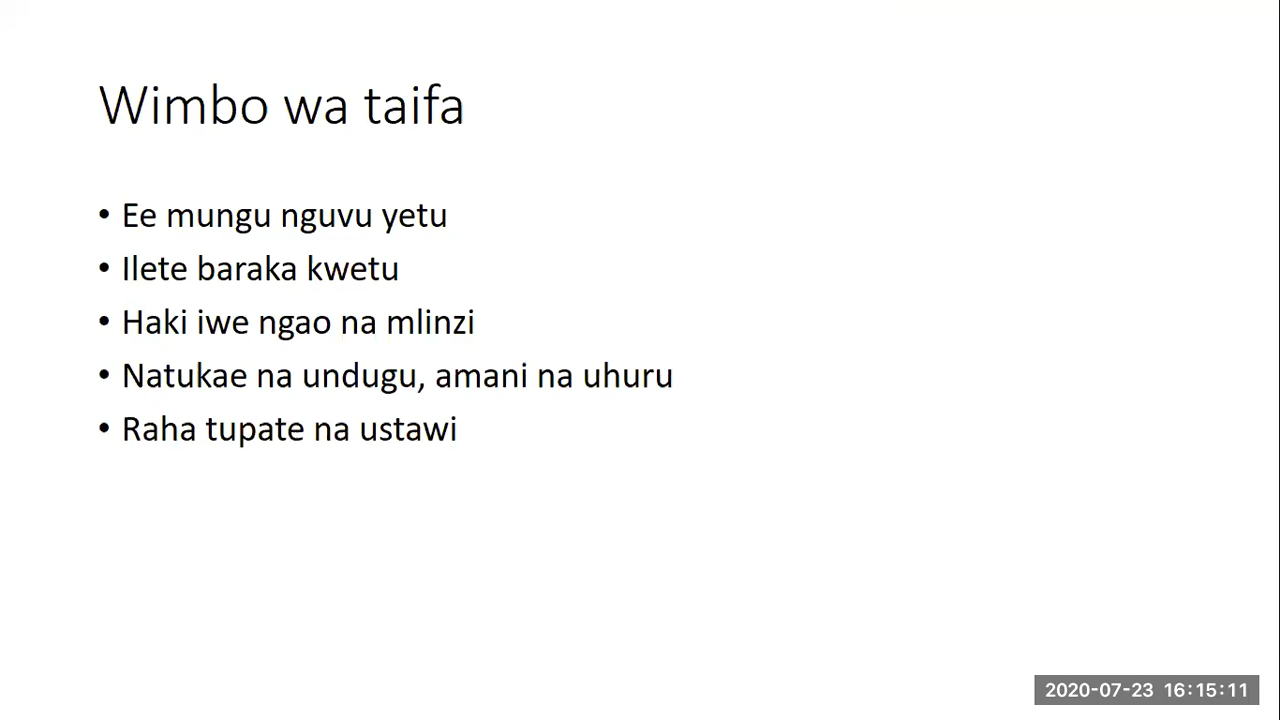 Wimbo wa taifa
• Ee mungu nguvu yetu
• Ilete baraka kwetu
• Haki iwe ngao na mlinzi
• Natukae na undugu, amani na uhuru
• Raha tupate na ustawi
2020-07-23 16:15:11